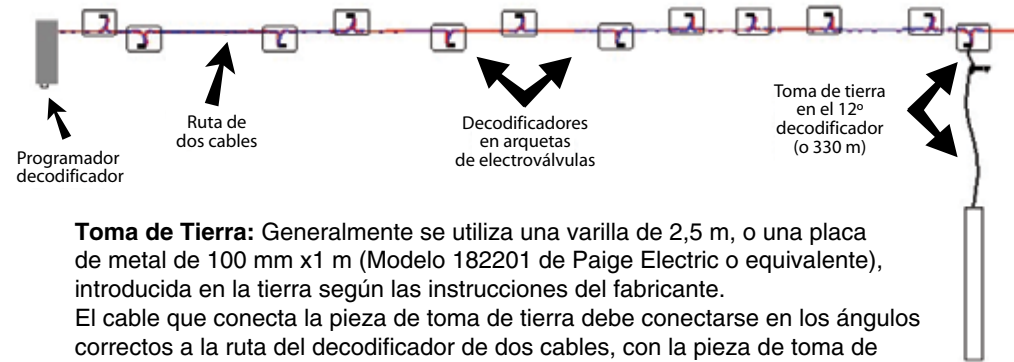 Programador
decodificador
Ruta de
dos cables
Decodificadores
en arquetas
de electroválvulas
Toma de tierra
en el 12º
decodificador
(o 330 m)
Toma de Tierra: Generalmente se utiliza una varilla de 2,5 m, o una placa
de metal de 100 mm x1 m (Modelo 182201 de Paige Electric o equivalente),
introducida en la tierra según las instrucciones del fabricante.
El cable que conecta la pieza de toma de tierra debe conectarse en los ángulos
correctos a la ruta del decodificador de dos cables, con la pieza de toma de